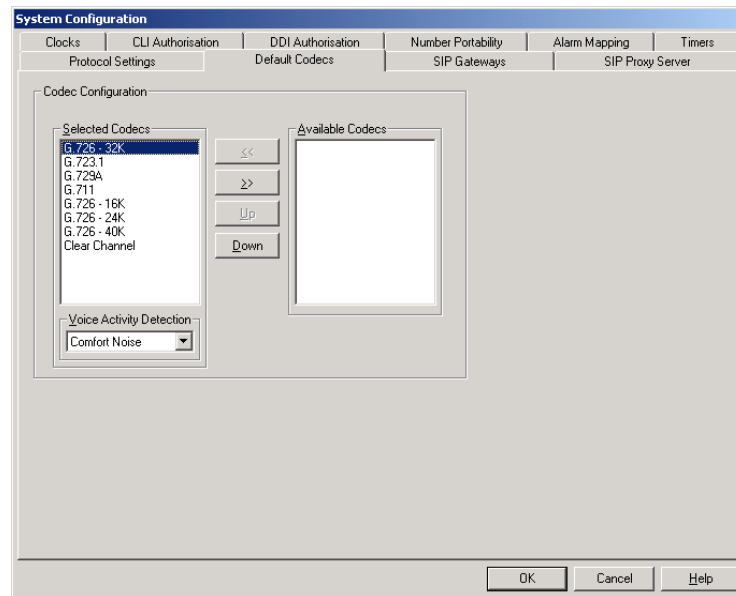 System Configuration
Clocks CLI Authorisation DDI Authorisation Number Portability Alarm Mapping Timers
Protocol Settings Default Codecs SIP Gateways SIP Proxy Server
Codec Configuration
Selected Codecs
G.726 - 32K
G.723.1
G.729A
G.711
G.726 - 16K
G.726 - 24K
G.726 - 40K
Clear Channel
<<
>>
Up
Down
Available Codecs
Voice Activity Detection
Comfort Noise
OK Cancel Help